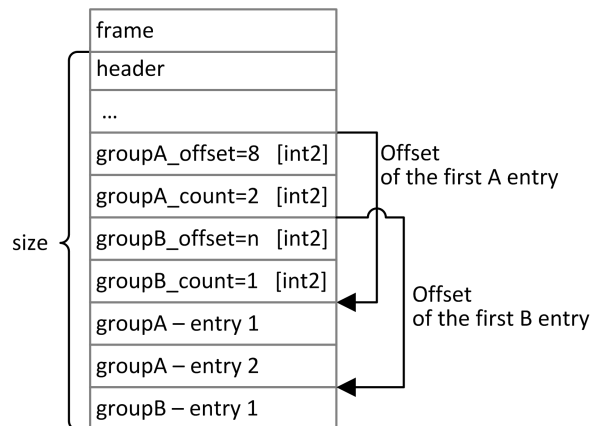 frame
header
...
groupA_offset=8 [int2]
groupA_count=2 [int2]
groupB_offset=n [int2]
groupB_count=1 [int2]
groupA – entry 1
groupA – entry 2
groupB – entry 1
size
Offset
of the first A entry
Offset
of the first B entry